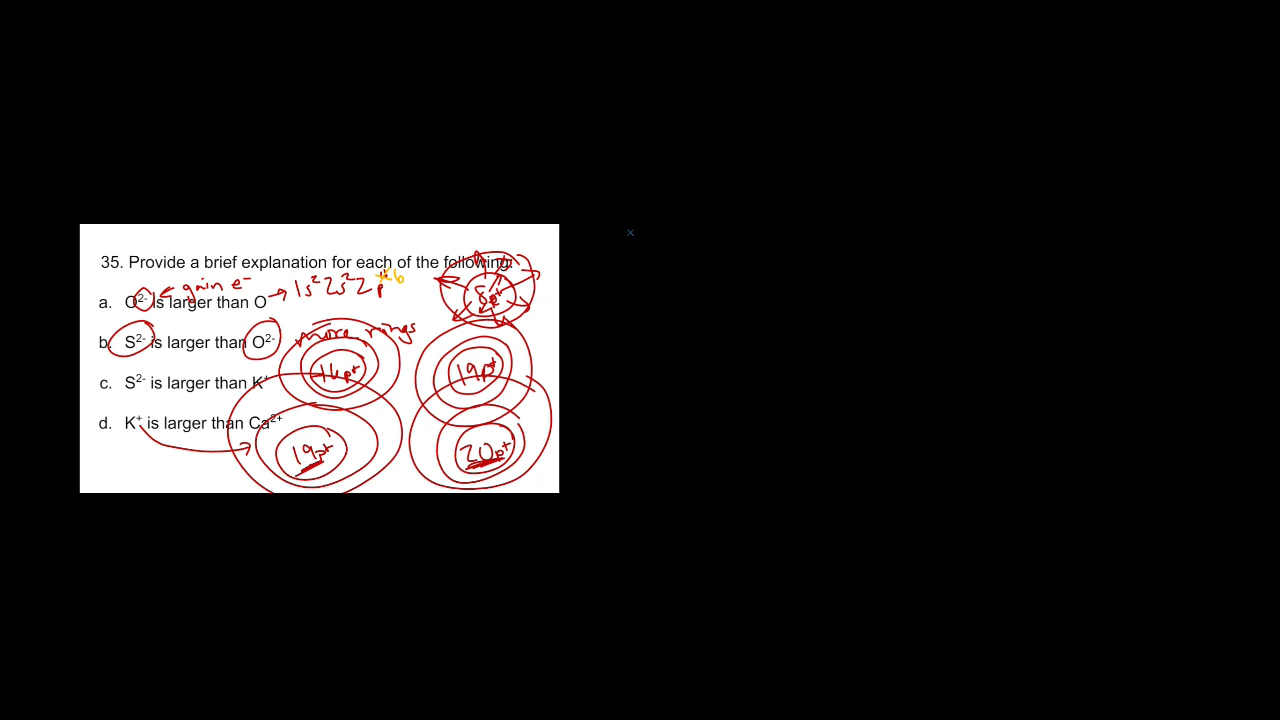 35. Provide a brief explanation for each of the following:
gain e⁻
1s²2s²2p⁶
8p⁺
a. O²⁻ is larger than O
more rings
b. S²⁻ is larger than O²⁻
16p⁺
19p⁺
c. S²⁻ is larger than K⁺
d. K⁺ is larger than Ca²⁺
19p⁺
20p⁺